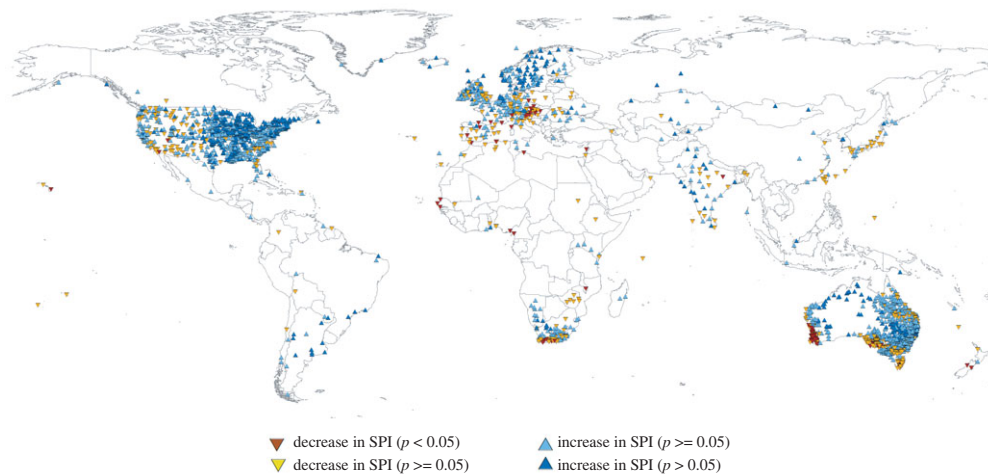 decrease in SPI (p < 0.05)
increase in SPI (p >= 0.05)
decrease in SPI (p >= 0.05)
increase in SPI (p > 0.05)